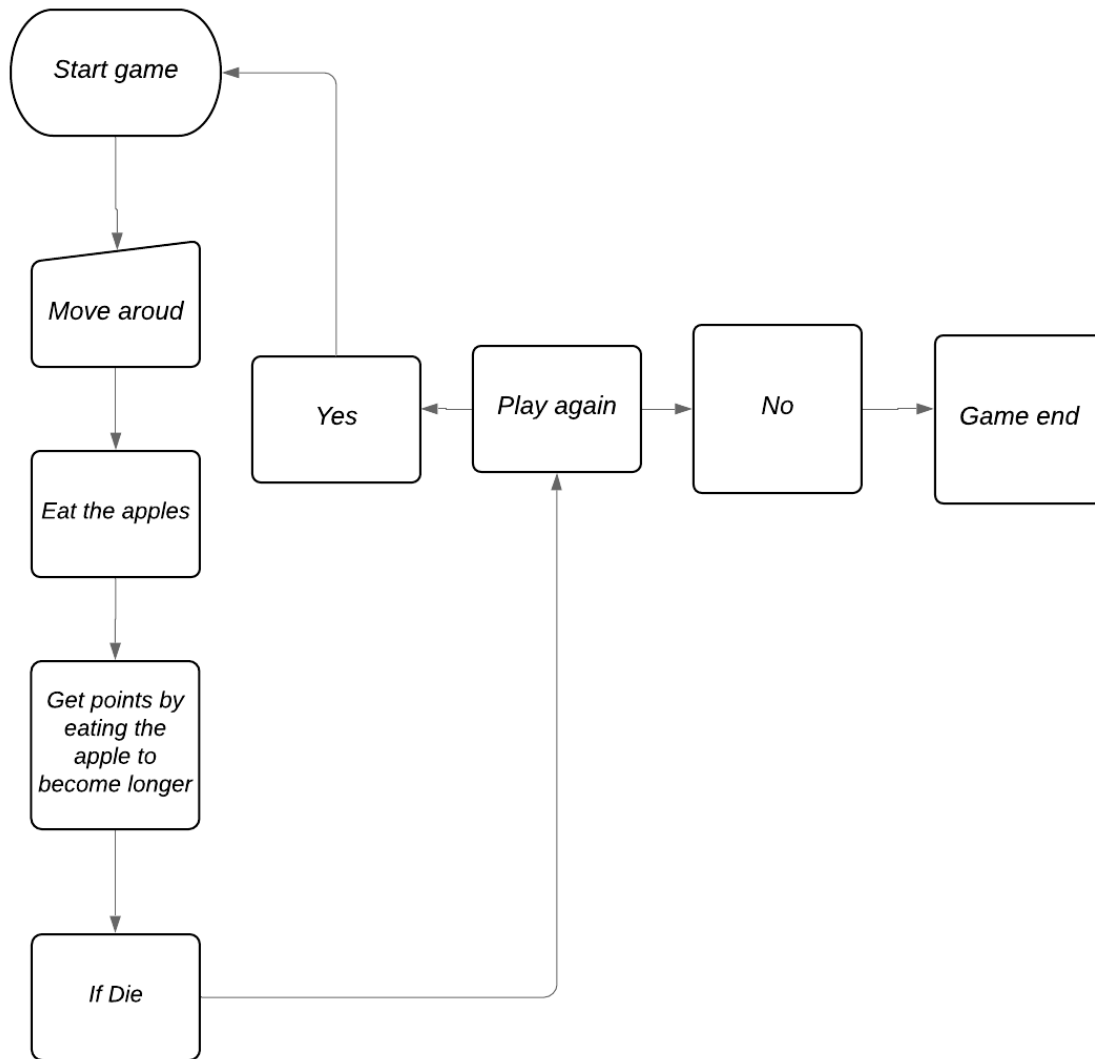 Start game
Move aroud
Eat the apples
Get points by
eating the
apple to
become longer
If Die
Play again
Yes
No
Game end